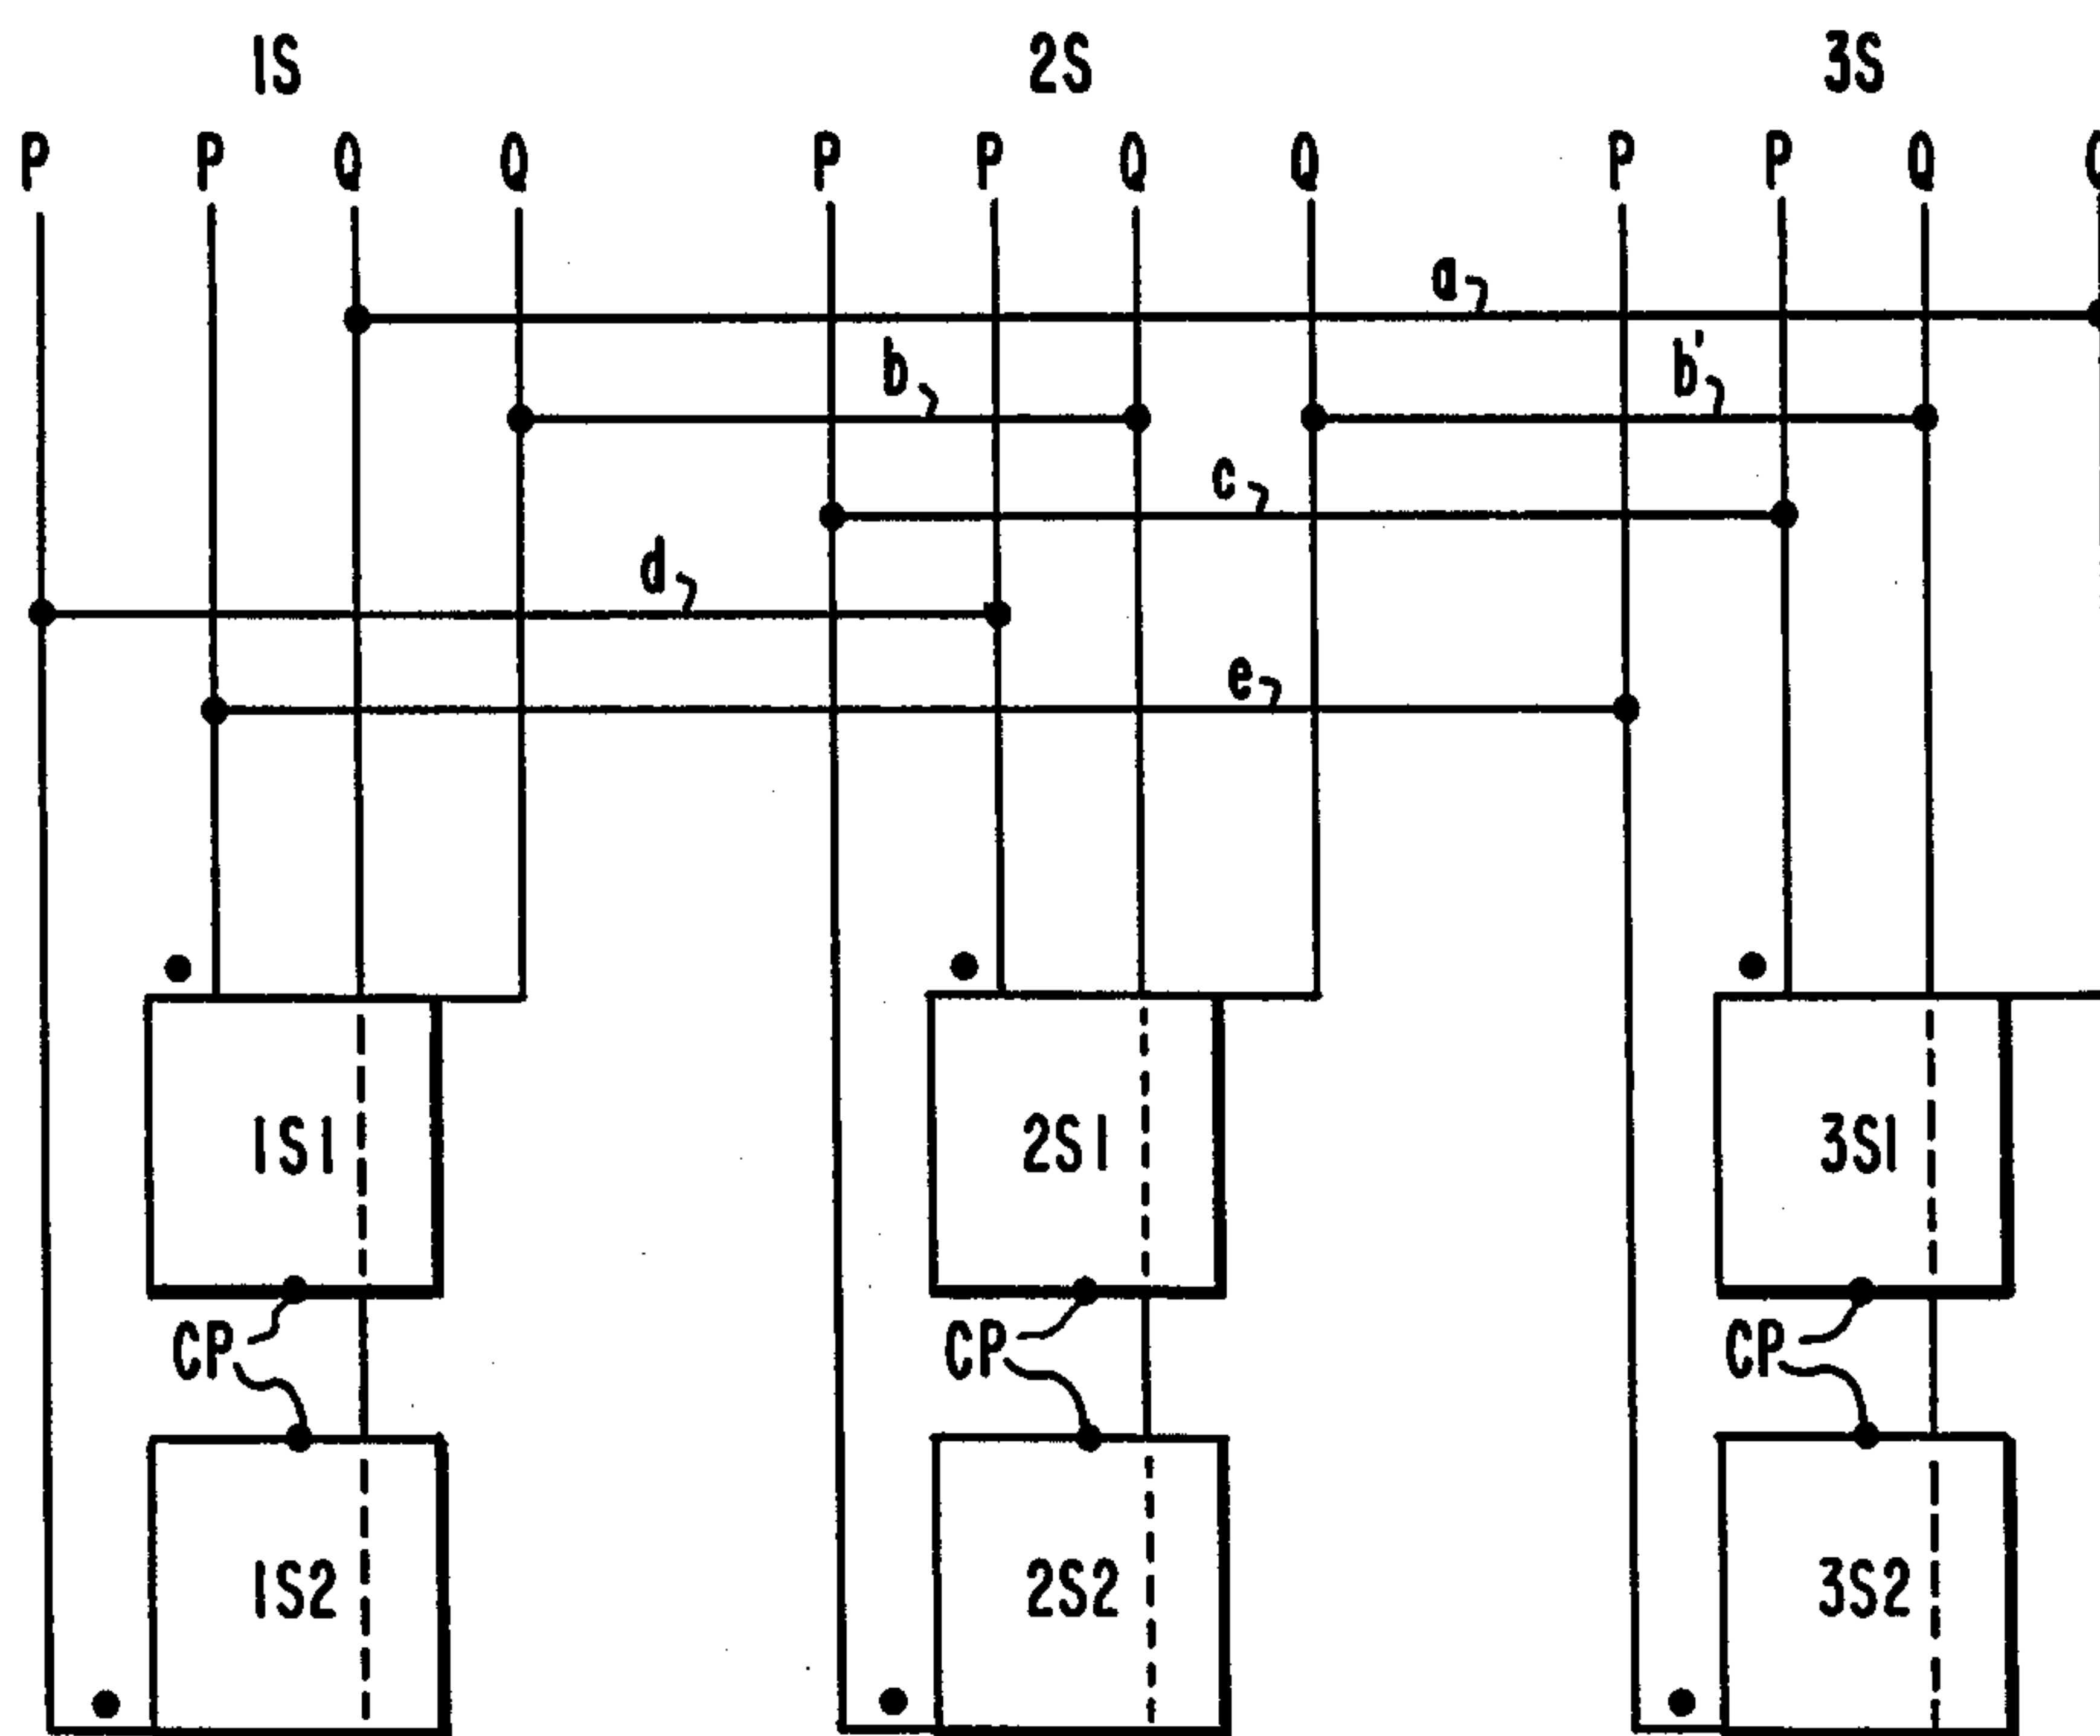 1S 2S 3S
P P Q Q P P Q Q P P Q
a
b b'
c
d
e
1S1 2S1 3S1
CP CP CP
1S2 2S2 3S2